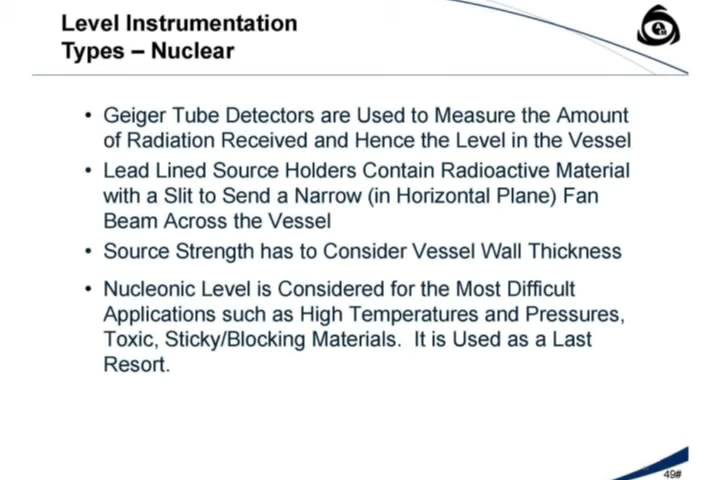 Level Instrumentation
Types – Nuclear
• Geiger Tube Detectors are Used to Measure the Amount
of Radiation Received and Hence the Level in the Vessel
• Lead Lined Source Holders Contain Radioactive Material
with a Slit to Send a Narrow (in Horizontal Plane) Fan
Beam Across the Vessel
• Source Strength has to Consider Vessel Wall Thickness
• Nucleonic Level is Considered for the Most Difficult
Applications such as High Temperatures and Pressures,
Toxic, Sticky/Blocking Materials. It is Used as a Last
Resort.
49#